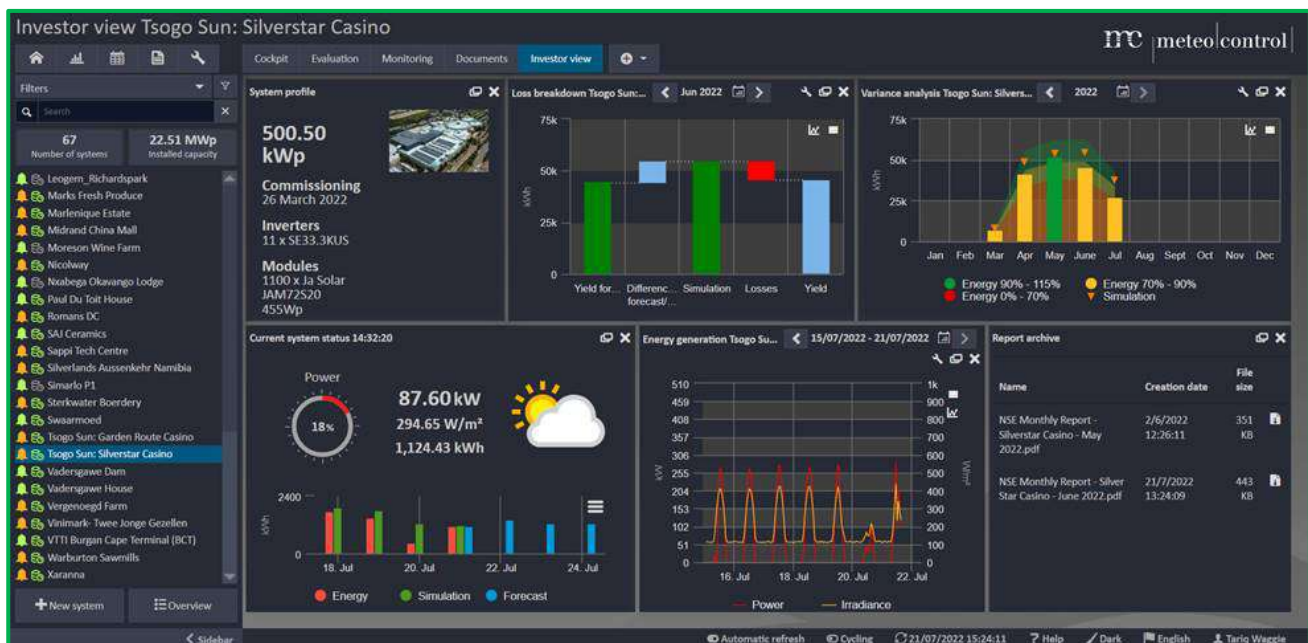 Investor view Tsogo Sun: Silverstar Casino
mc meteo control
Cockpit Evaluation Monitoring Documents Investor view
Filters
Search
67
Number of systems
22.51 MWp
Installed capacity
Leogem_Richardspark
Marks Fresh Produce
Marlenique Estate
Midrand China Mall
Moreson Wine Farm
Nicolway
Nxabega Okavango Lodge
Paul Du Toit House
Romans DC
SAJ Ceramics
Sappi Tech Centre
Silverlands Aussenkehr Namibia
Simarlo P1
Sterkwater Boerdery
Swaarmoed
Tsogo Sun: Garden Route Casino
Tsogo Sun: Silverstar Casino
Vadersgawe Dam
Vadersgawe House
Vergenoegd Farm
Vinimark- Twee Jonge Gezellen
VTTI Burgan Cape Terminal (BCT)
Warburton Sawmills
Xaranna
New system
Overview
Sidebar
System profile
500.50
kWp
Commissioning
26 March 2022
Inverters
11 x SE33.3KUS
Modules
1100 x Ja Solar
JAM72S20
455Wp
Loss breakdown Tsogo Sun:... Jun 2022
75k
50k
25k
0
kWh
Yield for... Differenc... forecast/... Simulation Losses Yield
Variance analysis Tsogo Sun: Silvers... 2022
75k
50k
25k
0
kWh
Jan Feb Mar Apr May June Jul Aug Sept Oct Nov Dec
Energy 90% - 115% Energy 70% - 90%
Energy 0% - 70% Simulation
Current system status 14:32:20
Power
18%
87.60 kW
294.65 W/m²
1,124.43 kWh
2400
0
kWh
18. Jul 20. Jul 22. Jul 24. Jul
Energy Simulation Forecast
Energy generation Tsogo Su... 15/07/2022 - 21/07/2022
510
459
408
357
306
255
204
153
102
51
0
kW
1k
900
800
700
600
500
400
300
200
100
0
W/m²
16. Jul 18. Jul 20. Jul 22. Jul
Power Irradiance
Report archive
Name Creation date File size
NSE Monthly Report - Silverstar Casino - May 2022.pdf
2/6/2022 12:26:11
351 KB
NSE Monthly Report - Silver Star Casino - June 2022.pdf
21/7/2022 13:24:09
443 KB
Automatic refresh Cycling 21/07/2022 15:24:11 Help Dark English Tariq Waggie